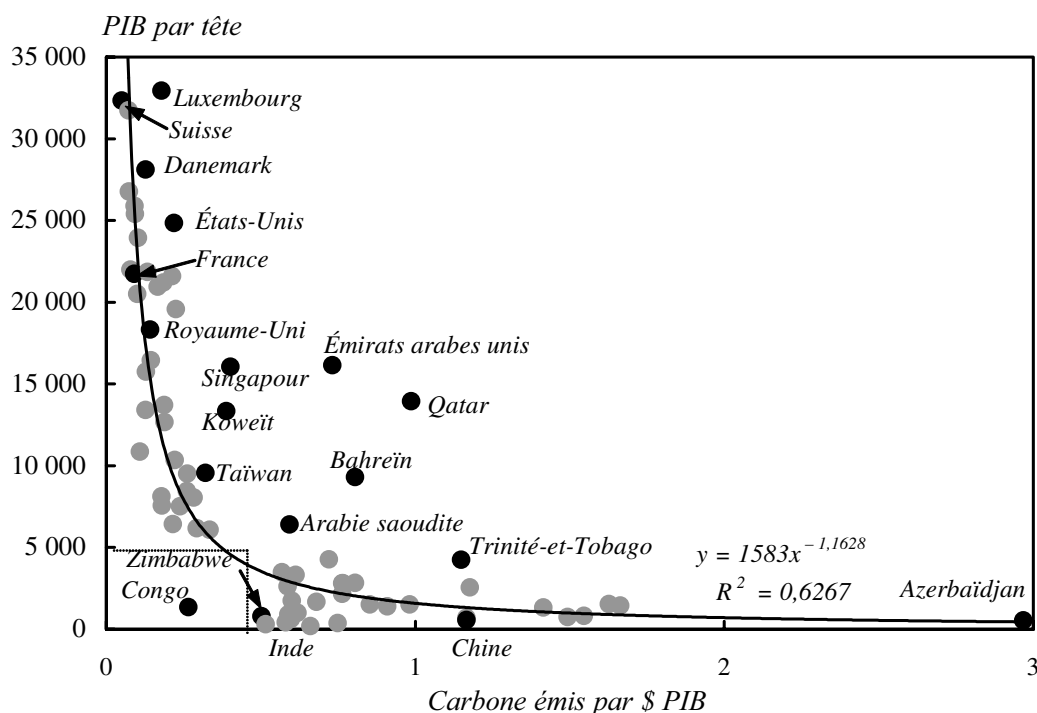 PIB par tête
35 000
Luxembourg
Suisse
30 000
Danemark
25 000
États-Unis
France
20 000
Royaume-Uni
Émirats arabes unis
15 000
Singapour
Qatar
Koweït
10 000
Taïwan
Bahreïn
Arabie saoudite
5 000
Zimbabwe
Trinité-et-Tobago
y = 1583x^{–1,1628}
Congo
R² = 0,6267
Azerbaïdjan
0
Inde
Chine
0 1 2 3
Carbone émis par $ PIB